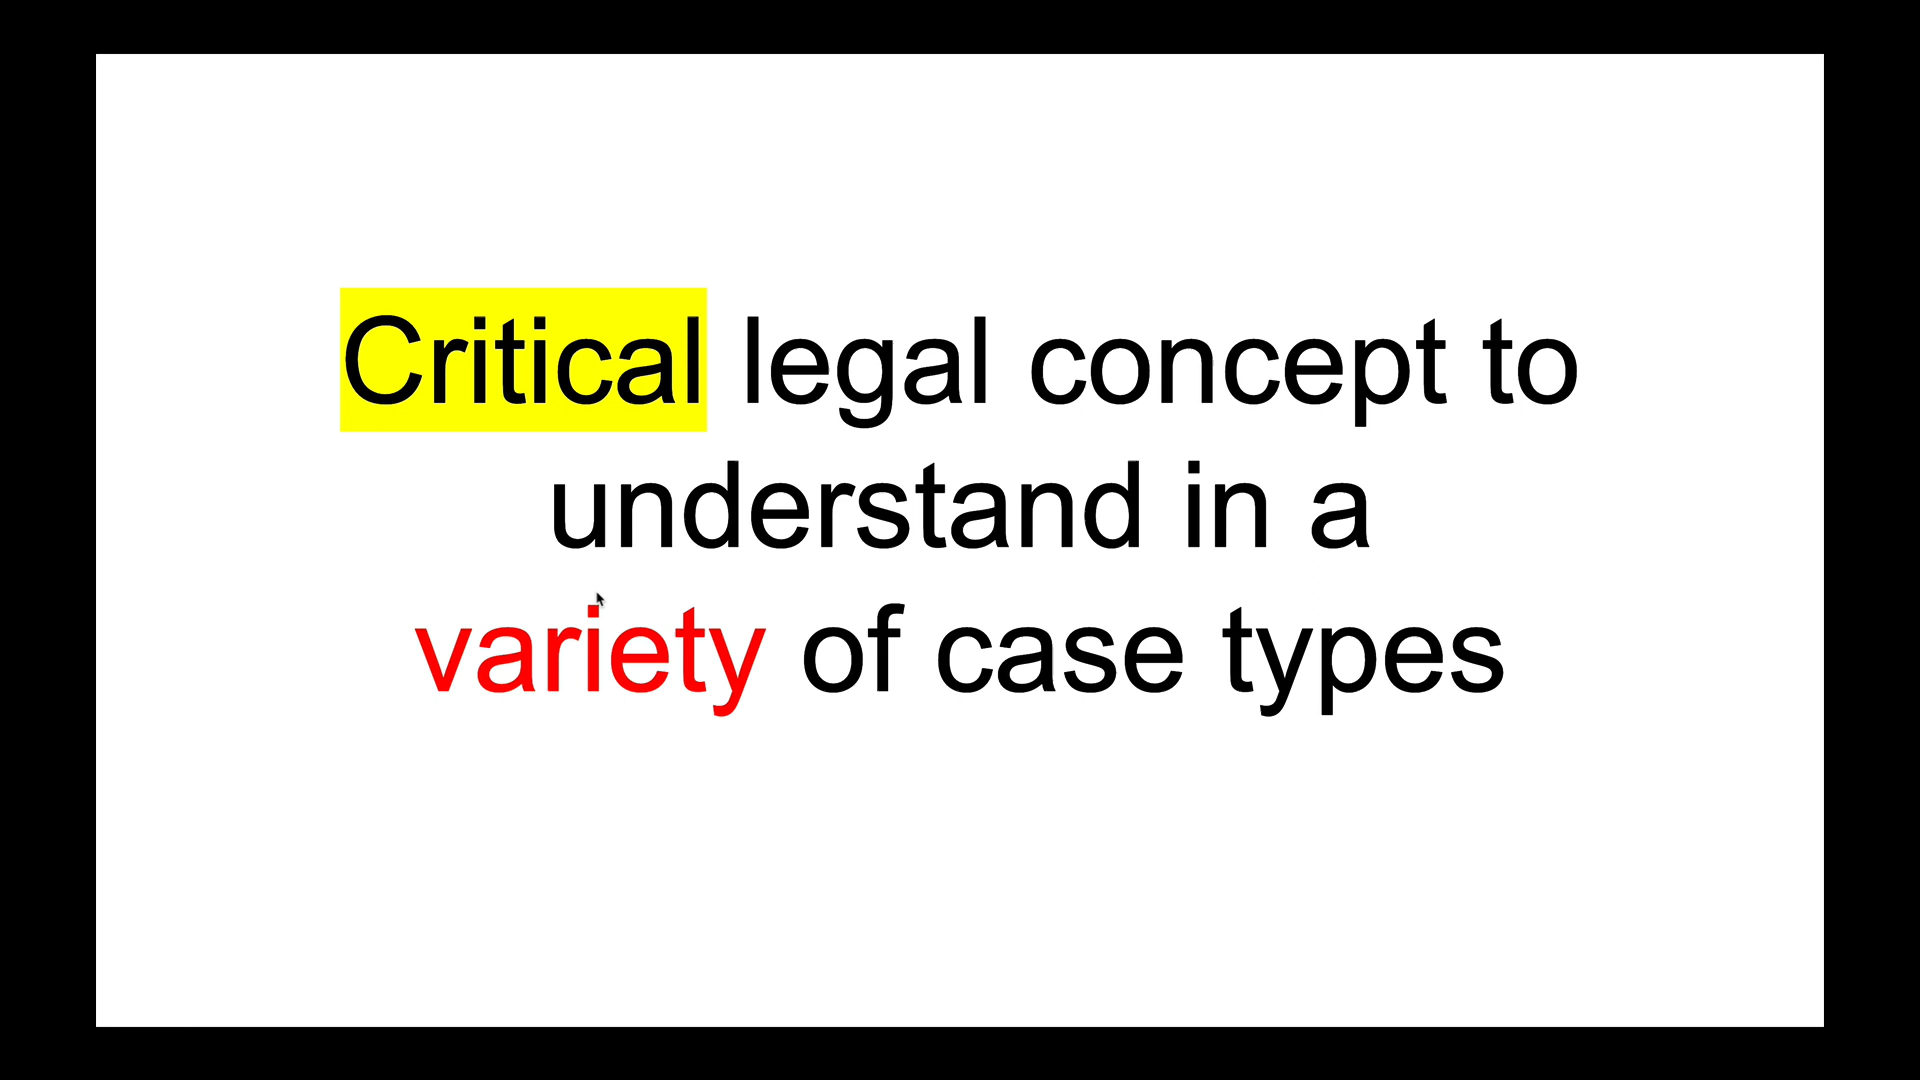 Critical legal concept to
understand in a
variety of case types